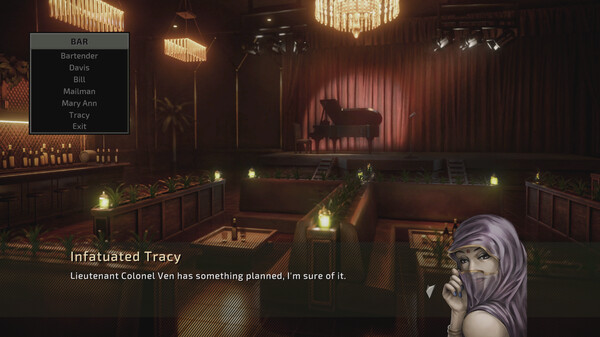 BAR
Bartender
Davis
Bill
Mailman
Mary Ann
Tracy
Exit
Infatuated Tracy
Lieutenant Colonel Ven has something planned, I'm sure of it.